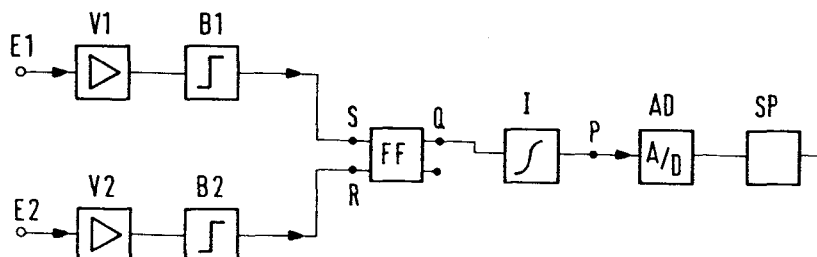 V1 B1
E1
S Q I P AD SP
FF A/D
R
V2 B2
E2